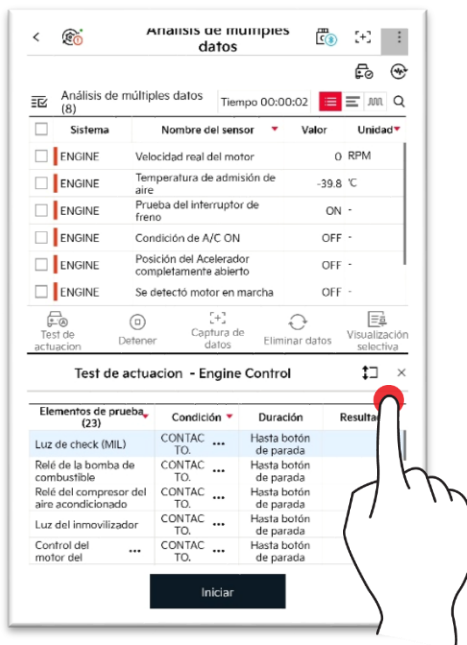 Análisis de múltiples
datos
Análisis de múltiples datos
(8)
Tiempo 00:00:02
Sistema Nombre del sensor Valor Unidad
ENGINE Velocidad real del motor 0 RPM
ENGINE Temperatura de admisión de
aire -39.8 ℃
ENGINE Prueba del interruptor de
freno ON -
ENGINE Condición de A/C ON OFF -
ENGINE Posición del Acelerador
completamente abierto OFF -
ENGINE Se detectó motor en marcha OFF -
Test de
actuacion
Detener
Captura de
datos
Eliminar datos
Visualización
selectiva
Test de actuacion - Engine Control
Elementos de prueba
(23)
Condición Duración Resulta
Luz de check (MIL) CONTAC
TO. ... Hasta botón
de parada
Relé de la bomba de
combustible CONTAC
TO. ... Hasta botón
de parada
Relé del compresor del
aire acondicionado CONTAC
TO. ... Hasta botón
de parada
Luz del inmovilizador CONTAC
TO. ... Hasta botón
de parada
Control del
motor del ... CONTAC
TO. ... Hasta botón
de parada
Iniciar